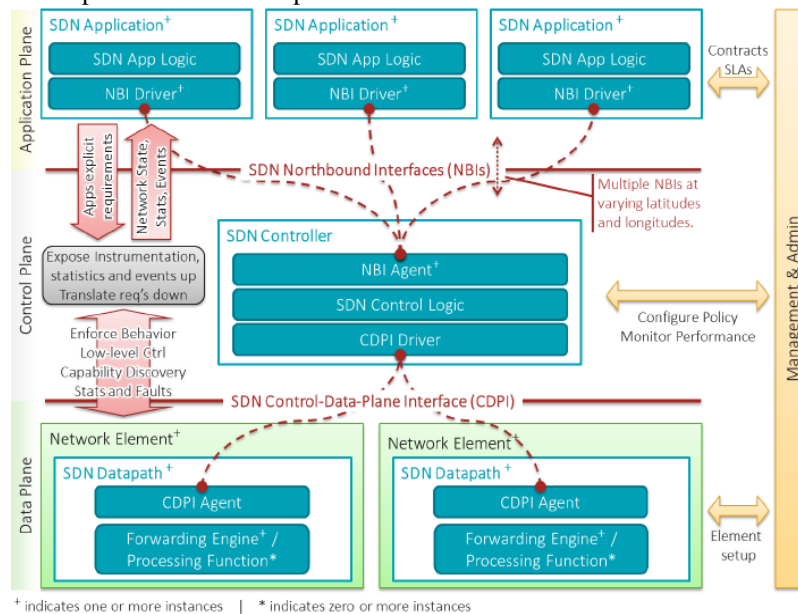 Application Plane
SDN Application+
SDN App Logic
NBI Driver+
SDN Application+
SDN App Logic
NBI Driver+
SDN Application+
SDN App Logic
NBI Driver+
Contracts
SLAs
Apps explicit
requirements
Network State,
Stats, Events
SDN Northbound Interfaces (NBIs)
Multiple NBIs at
varying latitudes
and longitudes.
Control Plane
Expose Instrumentation,
statistics and events up
Translate req's down
SDN Controller
NBI Agent+
SDN Control Logic
CDPI Driver
Configure Policy
Monitor Performance
Management & Admin
Enforce Behavior
Low-level Ctrl
Capability Discovery
Stats and Faults
SDN Control-Data-Plane Interface (CDPI)
Data Plane
Network Element+
SDN Datapath +
CDPI Agent
Forwarding Engine+ /
Processing Function*
Network Element+
SDN Datapath +
CDPI Agent
Forwarding Engine+ /
Processing Function*
Element
setup
+ indicates one or more instances | * indicates zero or more instances